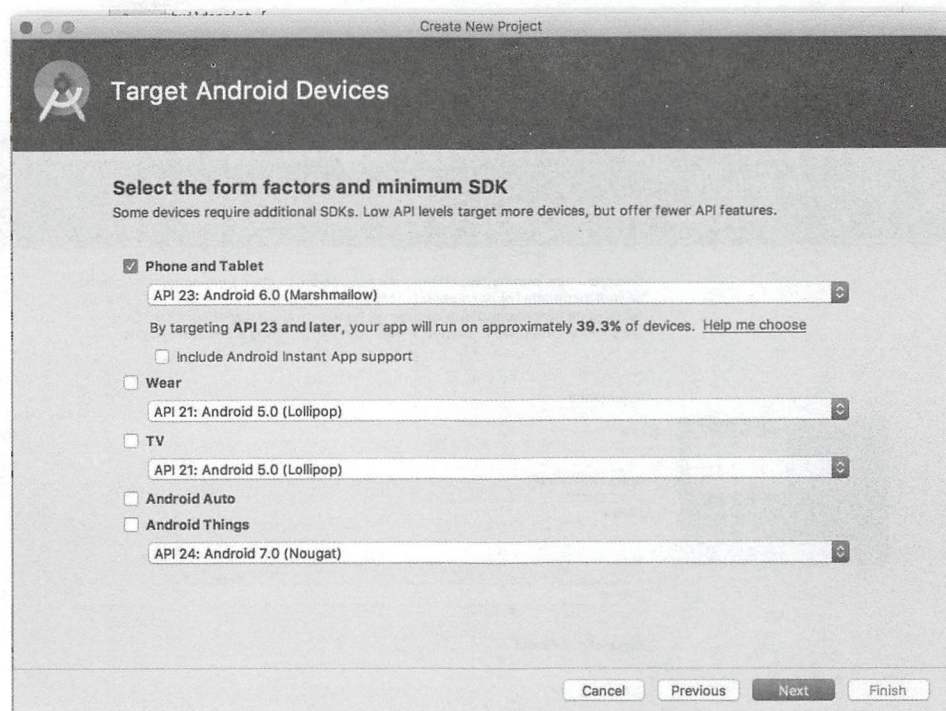 Create New Project
Target Android Devices
Select the form factors and minimum SDK
Some devices require additional SDKs. Low API levels target more devices, but offer fewer API features.
Phone and Tablet
API 23: Android 6.0 (Marshmallow)
By targeting API 23 and later, your app will run on approximately 39.3% of devices. Help me choose
Include Android Instant App support
Wear
API 21: Android 5.0 (Lollipop)
TV
API 21: Android 5.0 (Lollipop)
Android Auto
Android Things
API 24: Android 7.0 (Nougat)
Cancel Previous Next Finish